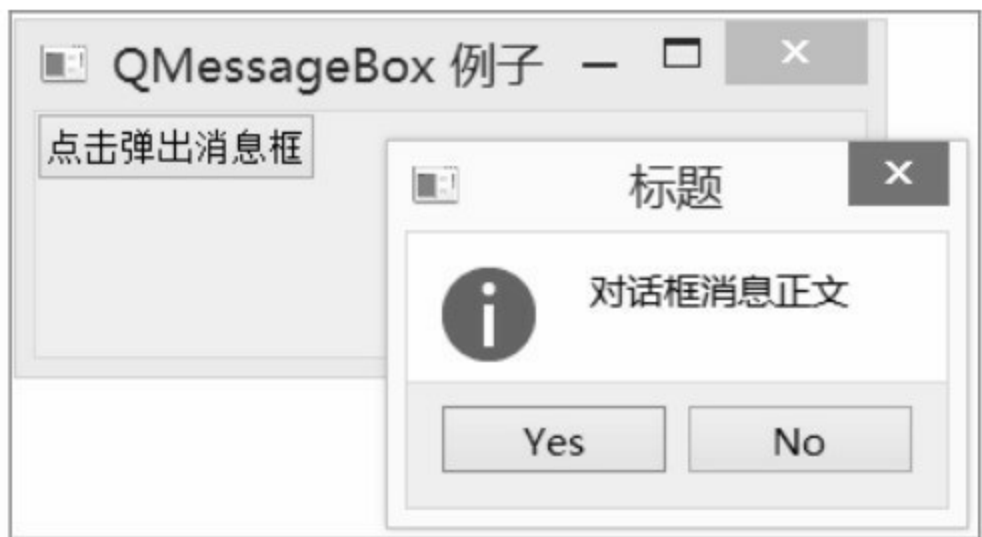 QMessageBox 例子
点击弹出消息框
标题
对话框消息正文
Yes
No